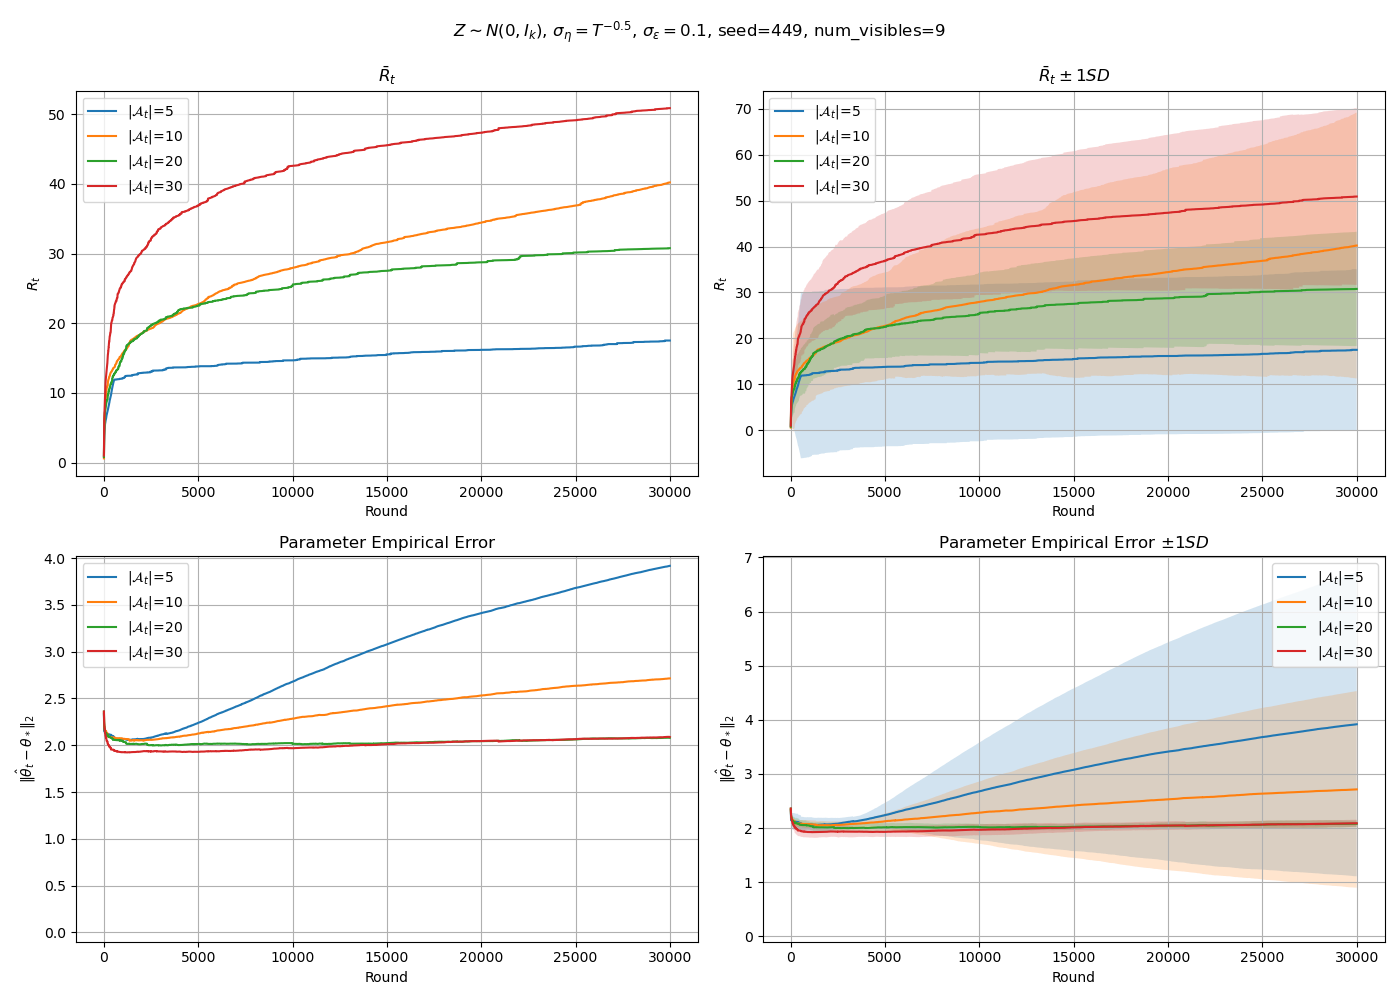 Z ∼ N(0, I_k), σ_η = T^{−0.5}, σ_ε = 0.1, seed=449, num_visibles=9
R̄_t
R_t
50
40
30
20
10
0
|𝒜_t|=5
|𝒜_t|=10
|𝒜_t|=20
|𝒜_t|=30
0 5000 10000 15000 20000 25000 30000
Round
R̄_t ± 1SD
R_t
70
60
50
40
30
20
10
0
|𝒜_t|=5
|𝒜_t|=10
|𝒜_t|=20
|𝒜_t|=30
0 5000 10000 15000 20000 25000 30000
Round
Parameter Empirical Error
‖θ̂_t − θ_*‖_2
4.0
3.5
3.0
2.5
2.0
1.5
1.0
0.5
0.0
|𝒜_t|=5
|𝒜_t|=10
|𝒜_t|=20
|𝒜_t|=30
0 5000 10000 15000 20000 25000 30000
Round
Parameter Empirical Error ±1SD
‖θ̂_t − θ_*‖_2
7
6
5
4
3
2
1
0
|𝒜_t|=5
|𝒜_t|=10
|𝒜_t|=20
|𝒜_t|=30
0 5000 10000 15000 20000 25000 30000
Round